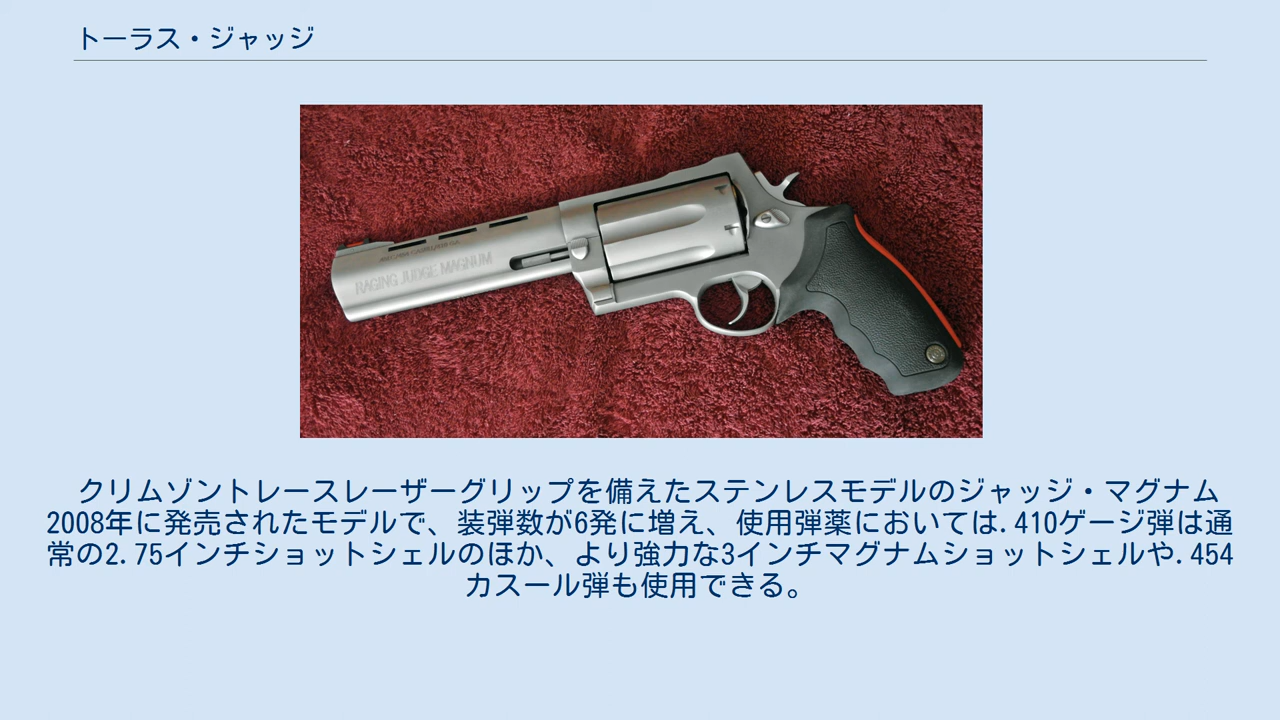 トーラス・ジャッジ
RAGING JUDGE MAGNUM
クリムゾントレースレーザーグリップを備えたステンレスモデルのジャッジ・マグナム
2008年に発売されたモデルで、装弾数が6発に増え、使用弾薬においては.410ゲージ弾は通
常の2.75インチショットシェルのほか、より強力な3インチマグナムショットシェルや.454
カスール弾も使用できる。